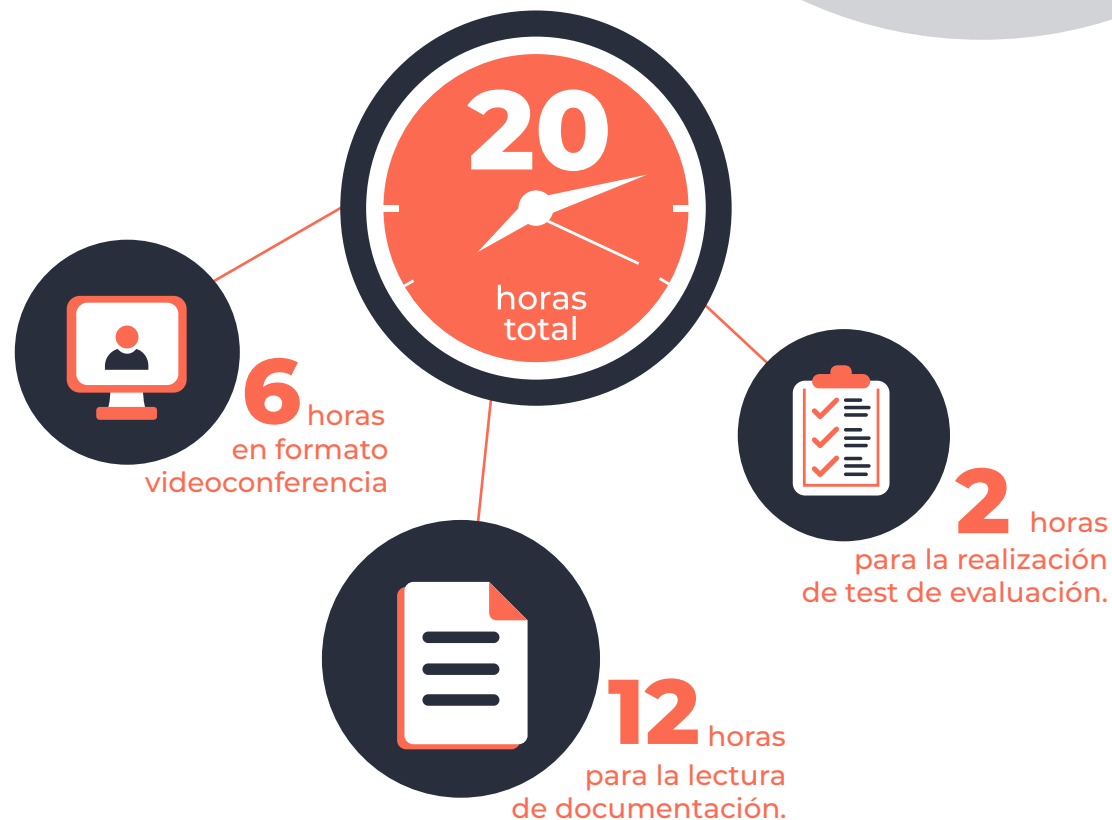 20
horas
total
6 horas
en formato
videoconferencia
2 horas
para la realización
de test de evaluación.
12 horas
para la lectura
de documentación.